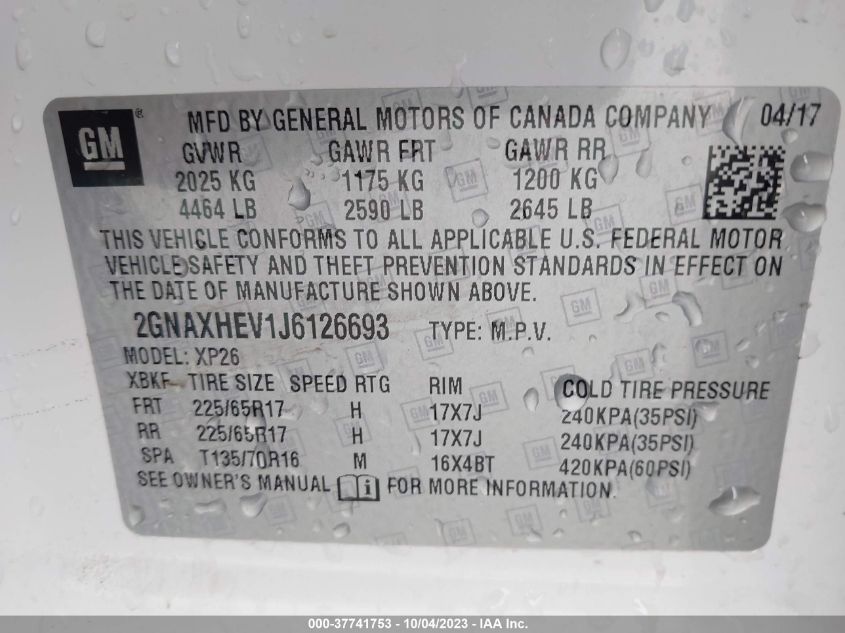 GM ® MFD BY GENERAL MOTORS OF CANADA COMPANY 04/17
GVWR GAWR FRT GAWR RR
2025 KG 1175 KG 1200 KG
4464 LB 2590 LB 2645 LB
THIS VEHICLE CONFORMS TO ALL APPLICABLE U.S. FEDERAL MOTOR
VEHICLE SAFETY AND THEFT PREVENTION STANDARDS IN EFFECT ON
THE DATE OF MANUFACTURE SHOWN ABOVE.
2GNAXHEV1J6126693 TYPE: M.P.V.
MODEL: XP26
XBKF TIRE SIZE SPEED RTG RIM COLD TIRE PRESSURE
FRT 225/65R17 H 17X7J 240KPA(35PSI)
RR 225/65R17 H 17X7J 240KPA(35PSI)
SPA T135/70R16 M 16X4BT 420KPA(60PSI)
SEE OWNER'S MANUAL i FOR MORE INFORMATION.
000-37741753 - 10/04/2023 - IAA Inc.